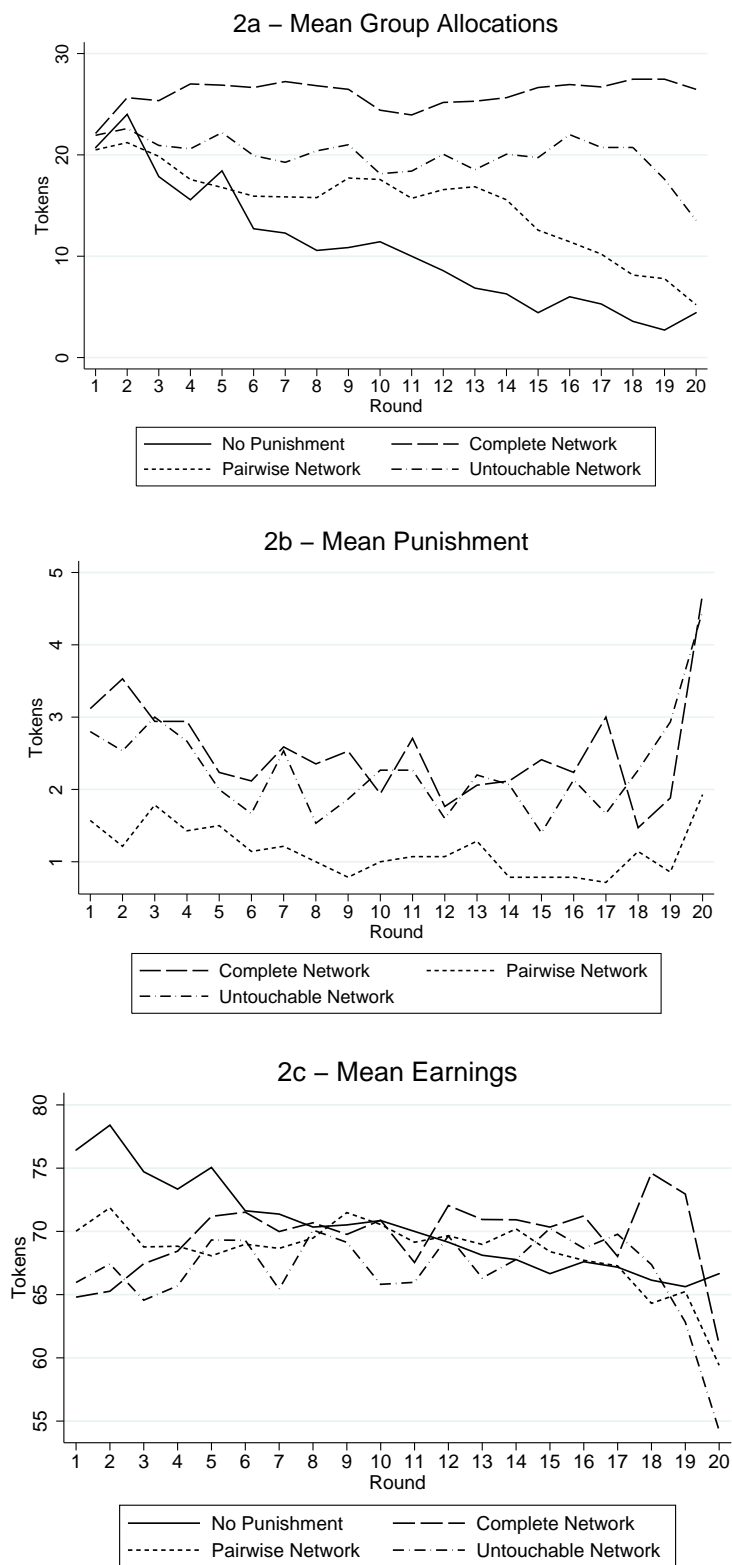 2a – Mean Group Allocations
30
20
10
0
Tokens
1 2 3 4 5 6 7 8 9 10 11 12 13 14 15 16 17 18 19 20
Round
No Punishment Complete Network
Pairwise Network Untouchable Network
2b – Mean Punishment
5
4
3
2
1
Tokens
1 2 3 4 5 6 7 8 9 10 11 12 13 14 15 16 17 18 19 20
Round
Complete Network Pairwise Network
Untouchable Network
2c – Mean Earnings
80
75
70
65
60
55
Tokens
1 2 3 4 5 6 7 8 9 10 11 12 13 14 15 16 17 18 19 20
Round
No Punishment Complete Network
Pairwise Network Untouchable Network